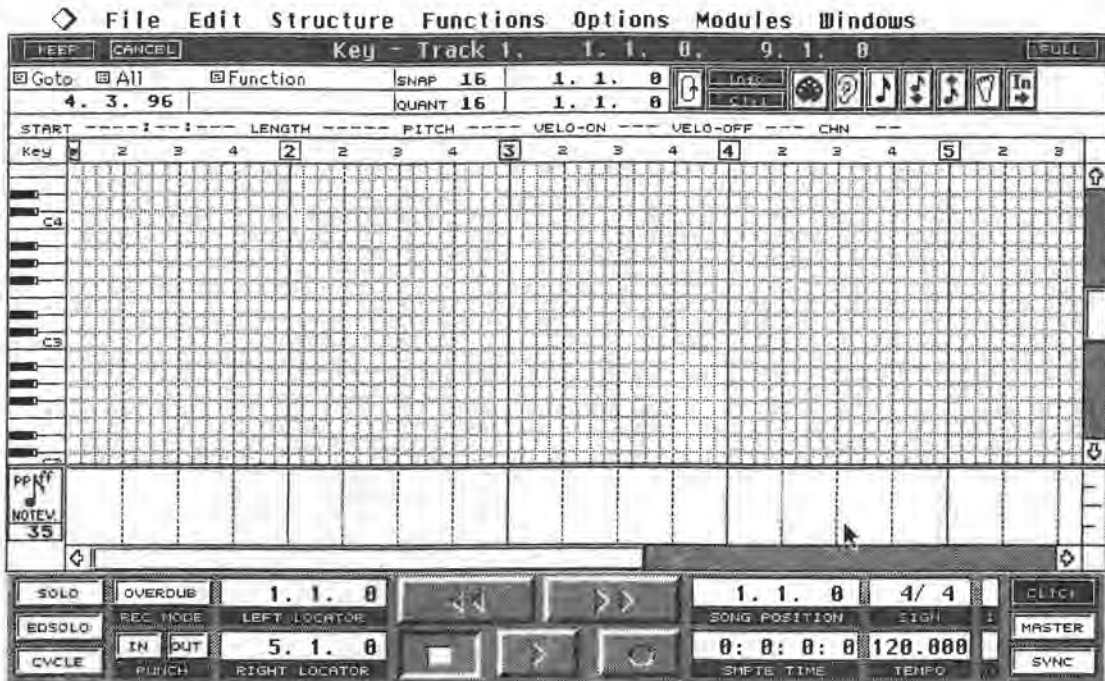 File Edit Structure Functions Options Modules Windows
KEEP CANCEL Key - Track 1. 1. 1. 0. 9. 1. 0 FULL
Goto All Function SNAP 16 1. 1. 0 Info
4. 3. 96 QUANT 16 1. 1. 0
START ----:--:--- LENGTH ----- PITCH ---- VELO-ON --- VELO-OFF --- CHN --
Key 2 3 4 2 2 3 4 3 2 3 4 4 2 3 4 5 2 3
In
C4
C3
PP ff
NOTEV.
35
SOLO OVERDUB 1. 1. 0 1. 1. 0 4/ 4 CLICK
REC MODE LEFT LOCATOR SONG POSITION SIGN
EDSOLO MASTER
IN OUT 5. 1. 0 0: 0: 0: 0 120.000
CYCLE PUNCH RIGHT LOCATOR SMPTE TIME TEMPO SYNC